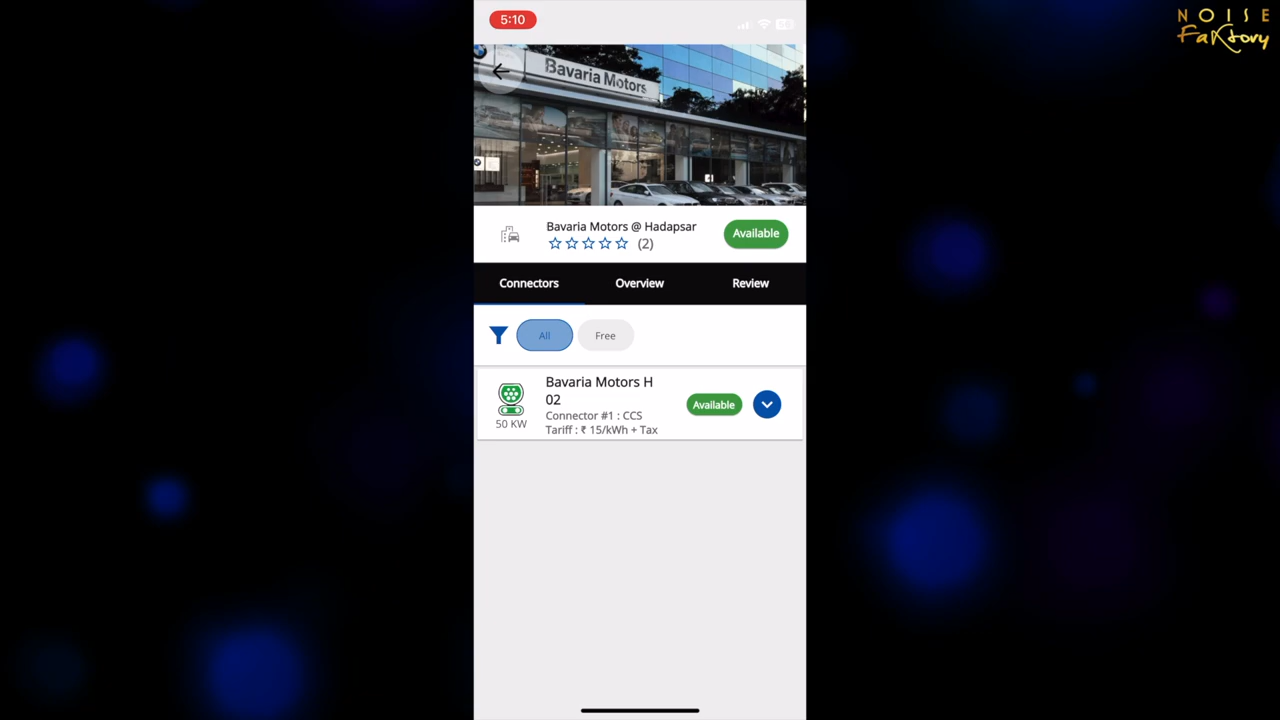 NOISE
Faktory
5:10
Bavaria Motors
Bavaria Motors @ Hadapsar
(2)
Available
Connectors
Overview
Review
All
Free
Bavaria Motors H
02
Connector #1 : CCS
Tariff : ₹ 15/kWh + Tax
50 KW
Available